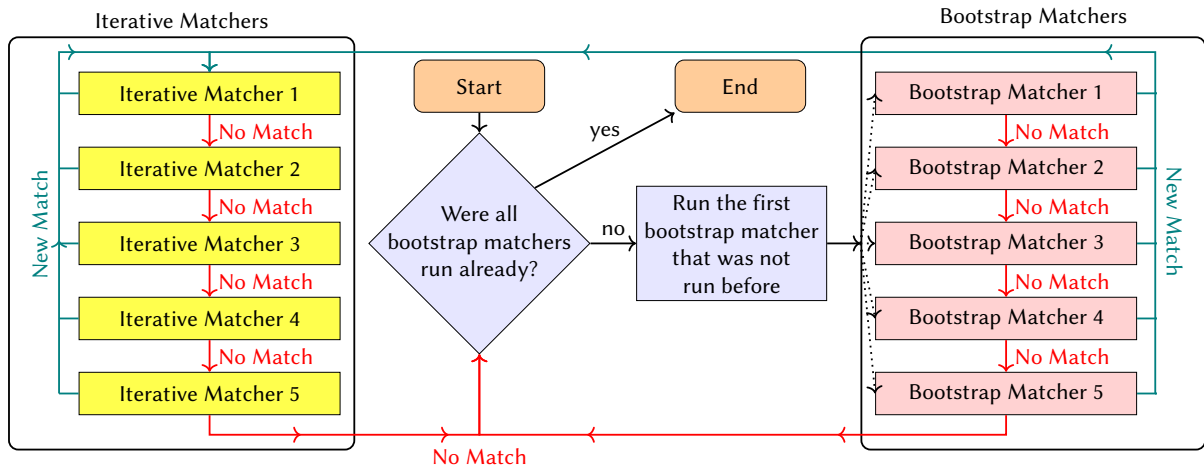 Iterative Matchers
Bootstrap Matchers
Iterative Matcher 1
No Match
Iterative Matcher 2
No Match
Iterative Matcher 3
No Match
Iterative Matcher 4
No Match
Iterative Matcher 5
New Match
Start
End
yes
Were all
bootstrap matchers
run already?
no
Run the first
bootstrap matcher
that was not
run before
Bootstrap Matcher 1
No Match
Bootstrap Matcher 2
No Match
Bootstrap Matcher 3
No Match
Bootstrap Matcher 4
No Match
Bootstrap Matcher 5
New Match
No Match